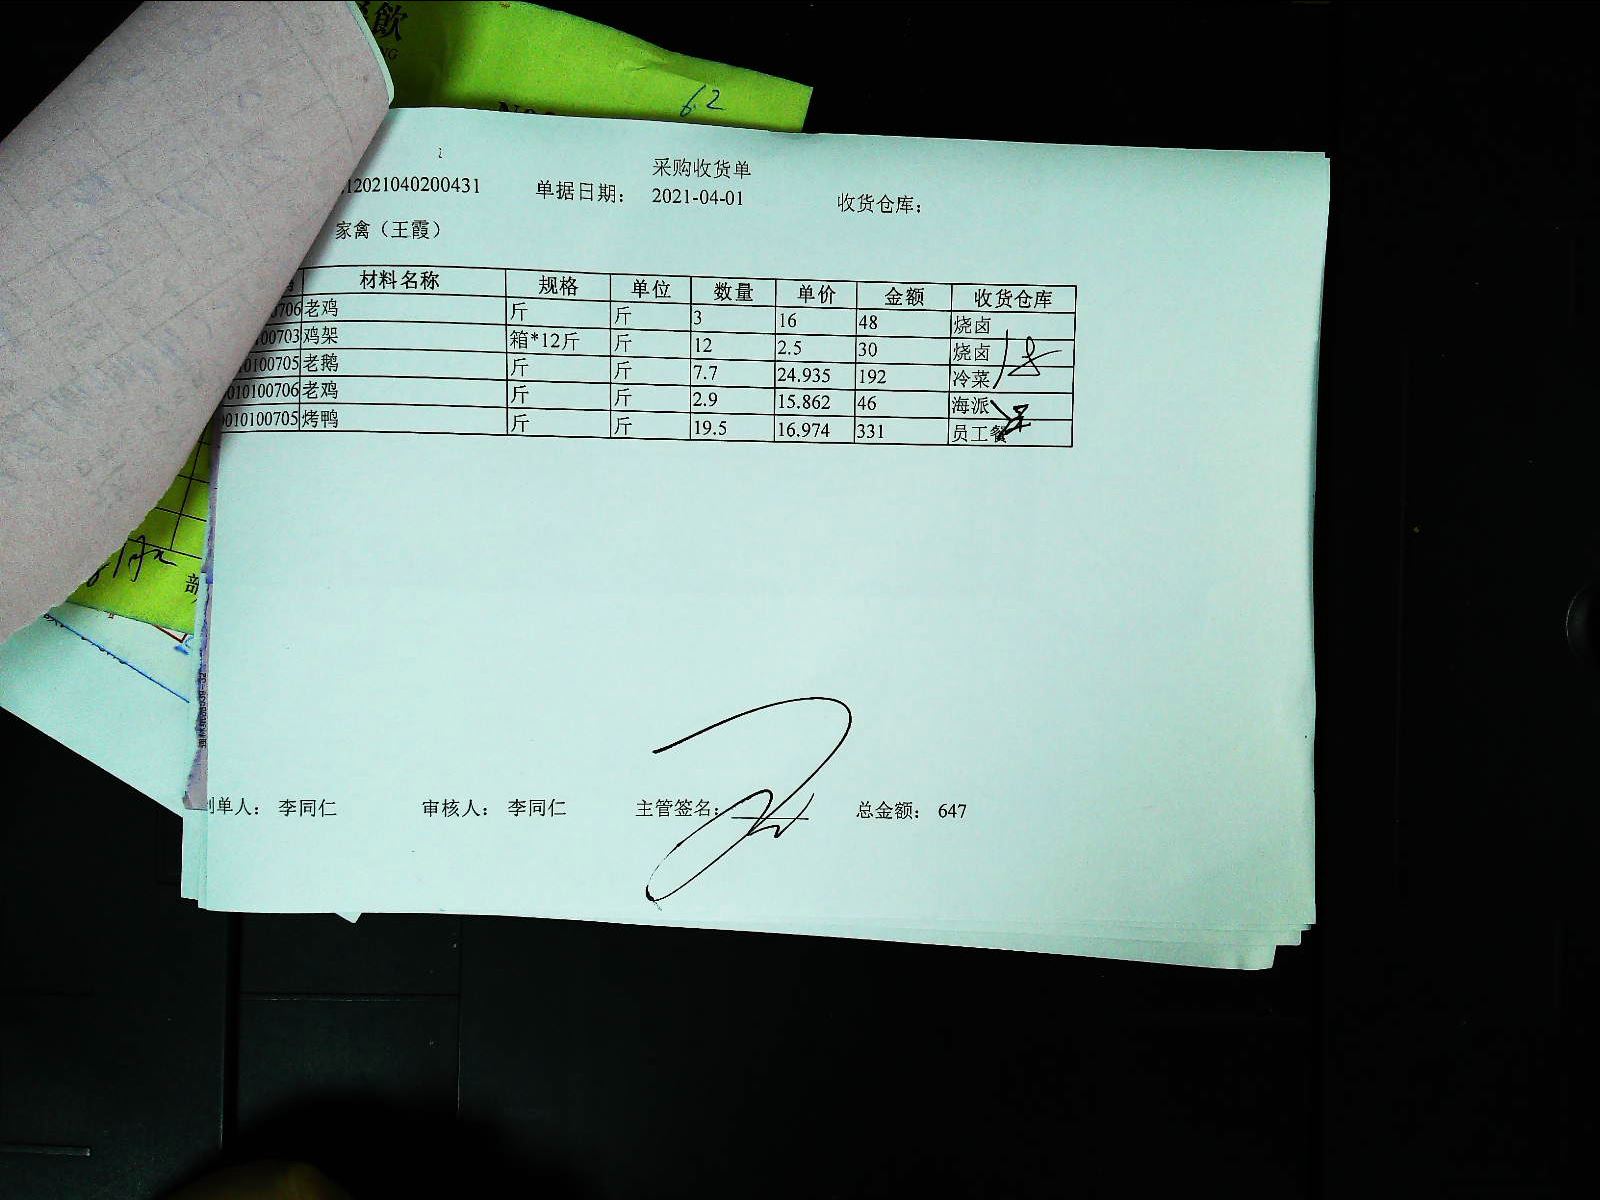 飲
6.2
采购收货单
12021040200431 单据日期： 2021-04-01 收货仓库：
家禽（王霞）
材料名称 规格 单位 数量 单价 金额 收货仓库
0706 老鸡 斤 斤 3 16 48 烧卤
00703 鸡架 箱*12斤 斤 12 2.5 30 烧卤
010100705 老鹅 斤 斤 7.7 24.935 192 冷菜
010100706 老鸡 斤 斤 2.9 15.862 46 海派
010100705 烤鸭 斤 斤 19.5 16.974 331 员工餐
部
制单人： 李同仁 审核人： 李同仁 主管签名： 总金额： 647